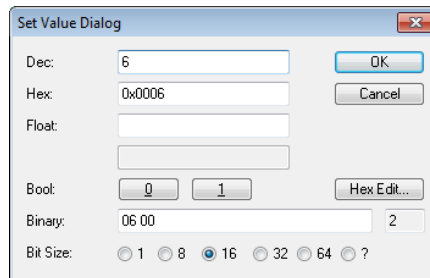 Set Value Dialog
Dec: 6 OK
Hex: 0x0006 Cancel
Float:
Bool: 0 1 Hex Edit...
Binary: 06 00 2
Bit Size: 1 8 16 32 64 ?